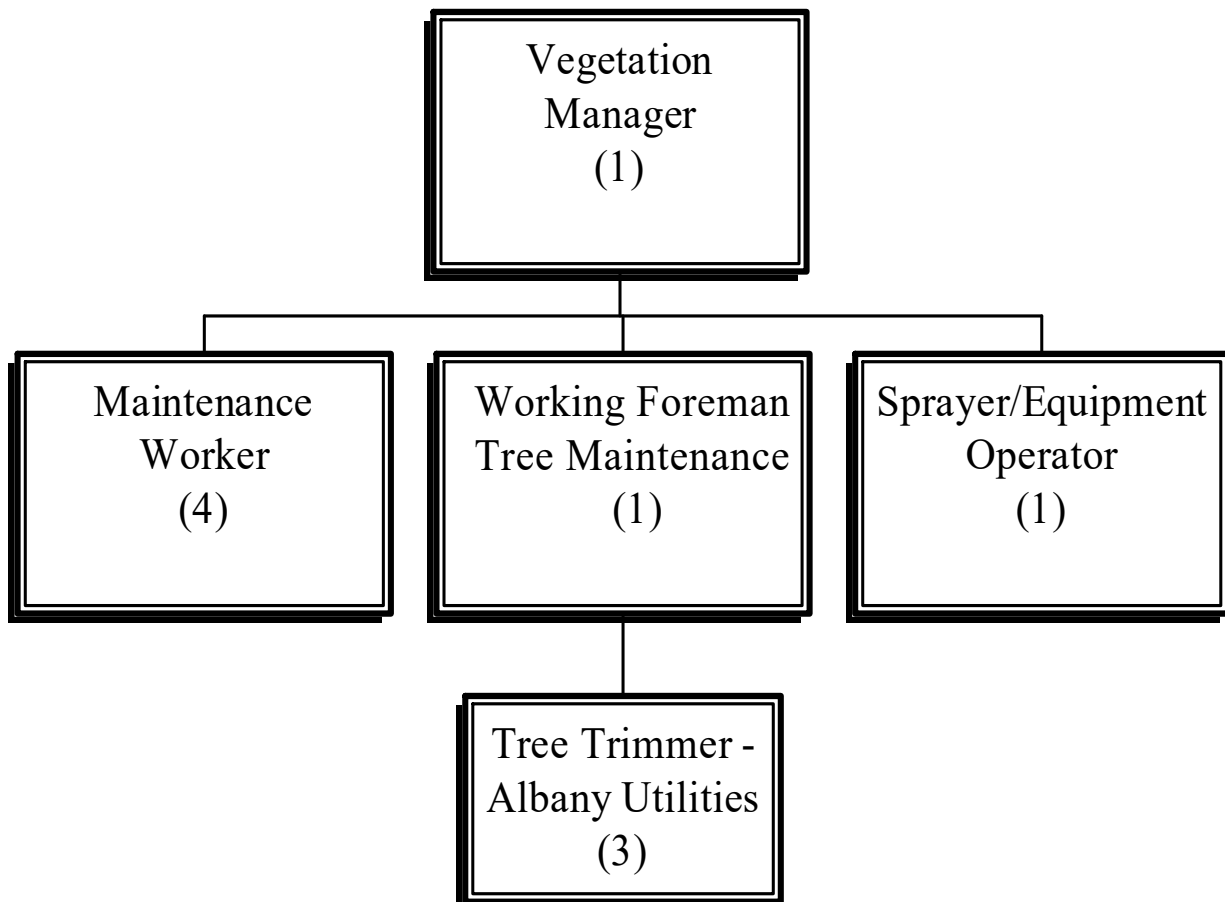 Vegetation
Manager
(1)
Maintenance
Worker
(4)
Working Foreman
Tree Maintenance
(1)
Sprayer/Equipment
Operator
(1)
Tree Trimmer -
Albany Utilities
(3)